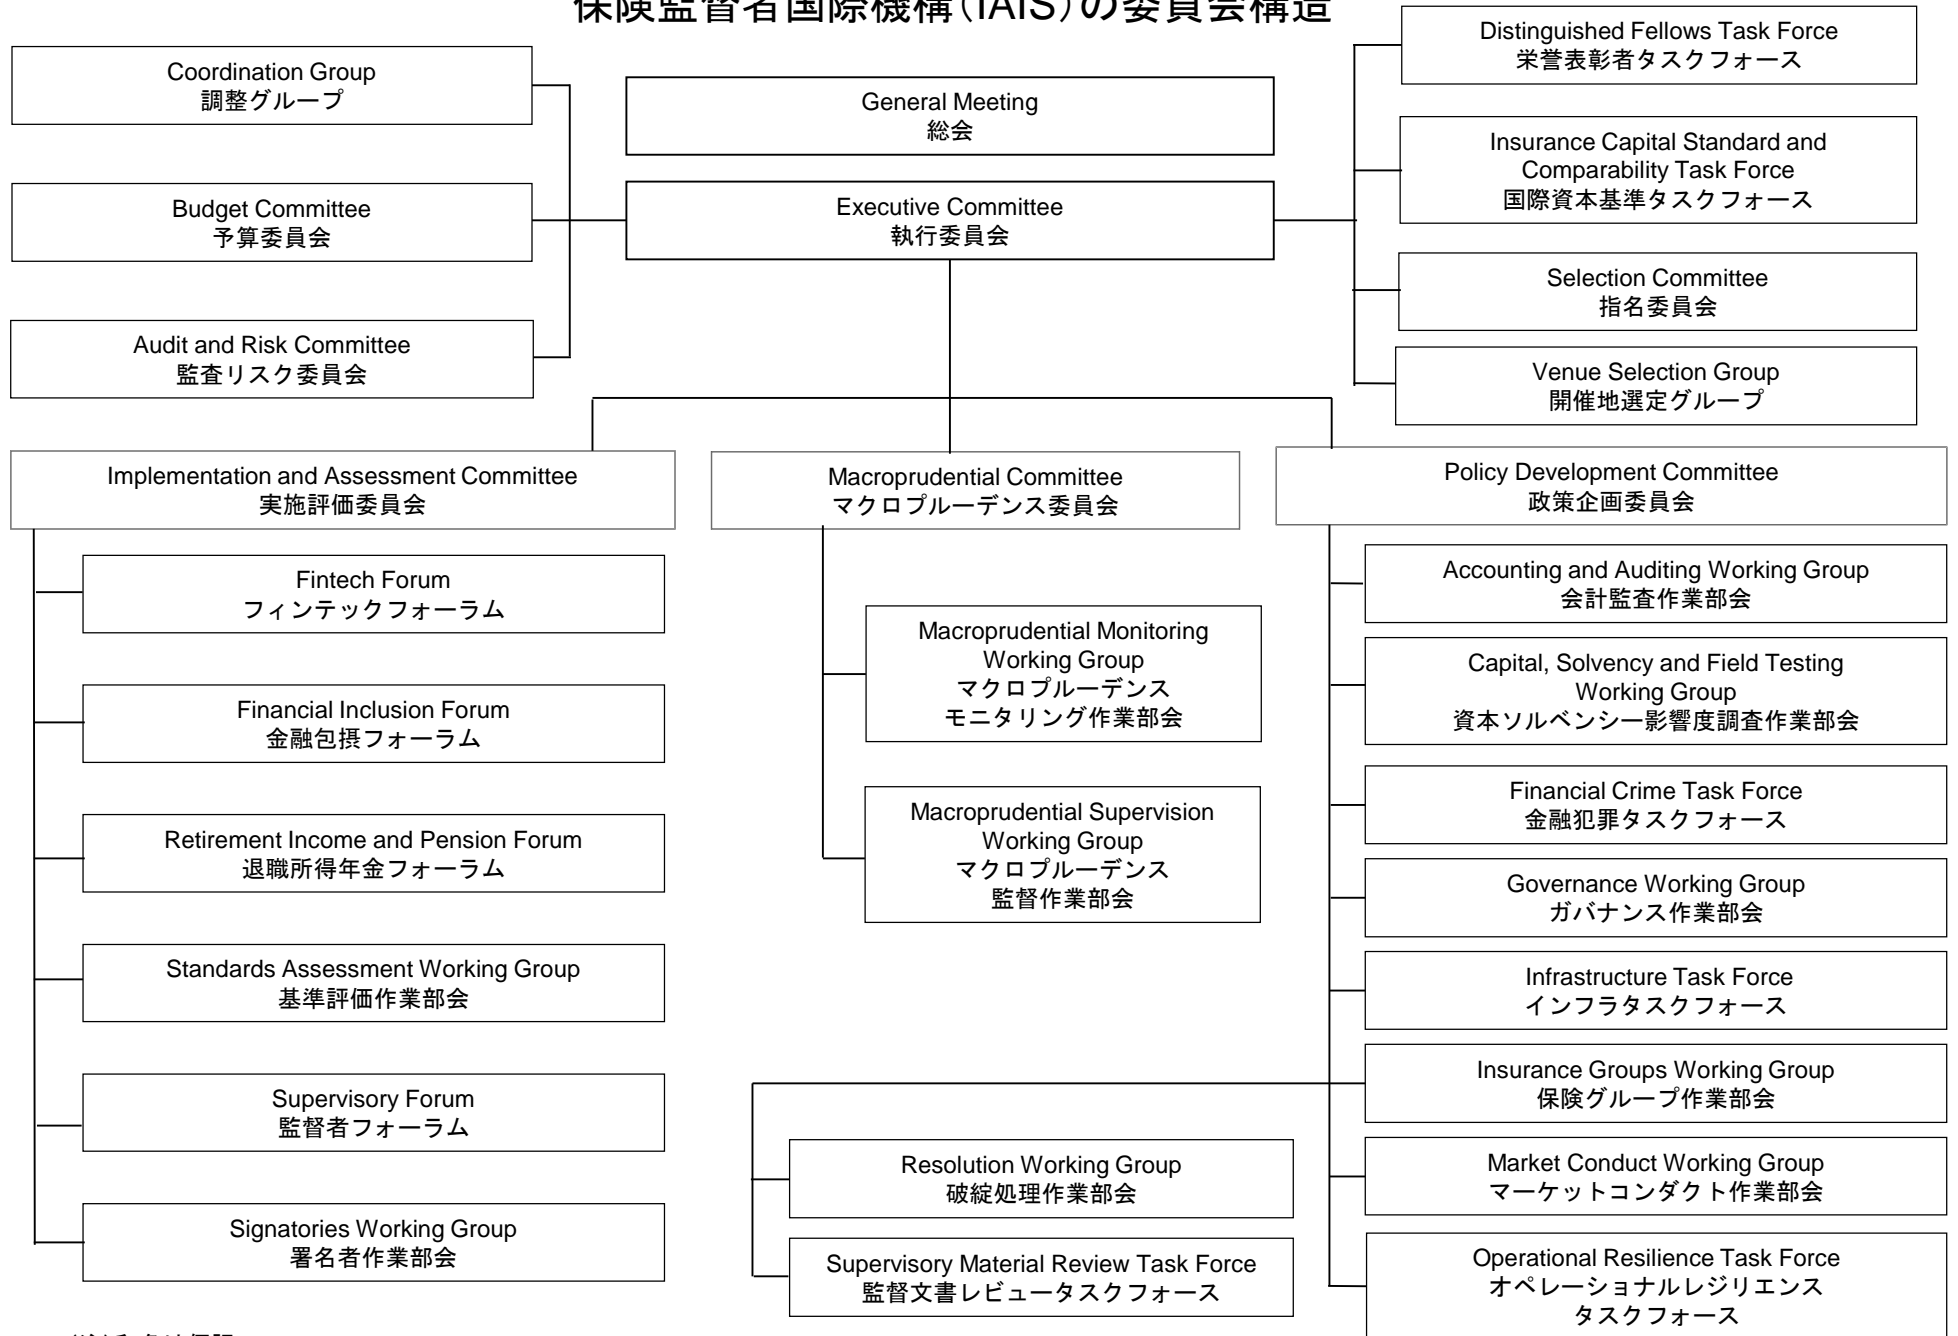 保険監督者国際機構(IAIS)の委員会構造
Coordination Group
調整グループ
Budget Committee
予算委員会
Audit and Risk Committee
監査リスク委員会
General Meeting
総会
Executive Committee
執行委員会
Distinguished Fellows Task Force
栄誉表彰者タスクフォース
Insurance Capital Standard and
Comparability Task Force
国際資本基準タスクフォース
Selection Committee
指名委員会
Venue Selection Group
開催地選定グループ
Implementation and Assessment Committee
実施評価委員会
Fintech Forum
フィンテックフォーラム
Financial Inclusion Forum
金融包摂フォーラム
Retirement Income and Pension Forum
退職所得年金フォーラム
Standards Assessment Working Group
基準評価作業部会
Supervisory Forum
監督者フォーラム
Signatories Working Group
署名者作業部会
Macroprudential Committee
マクロプルーデンス委員会
Macroprudential Monitoring
Working Group
マクロプルーデンス
モニタリング作業部会
Macroprudential Supervision
Working Group
マクロプルーデンス
監督作業部会
Policy Development Committee
政策企画委員会
Accounting and Auditing Working Group
会計監査作業部会
Capital, Solvency and Field Testing
Working Group
資本ソルベンシー影響度調査作業部会
Financial Crime Task Force
金融犯罪タスクフォース
Governance Working Group
ガバナンス作業部会
Infrastructure Task Force
インフラタスクフォース
Insurance Groups Working Group
保険グループ作業部会
Market Conduct Working Group
マーケットコンダクト作業部会
Operational Resilience Task Force
オペレーショナルレジリエンス
タスクフォース
Resolution Working Group
破綻処理作業部会
Supervisory Material Review Task Force
監督文書レビュータスクフォース